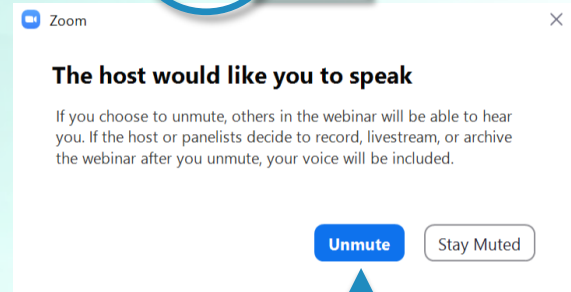 Zoom
The host would like you to speak
If you choose to unmute, others in the webinar will be able to hear
you. If the host or panelists decide to record, livestream, or archive
the webinar after you unmute, your voice will be included.
Unmute
Stay Muted